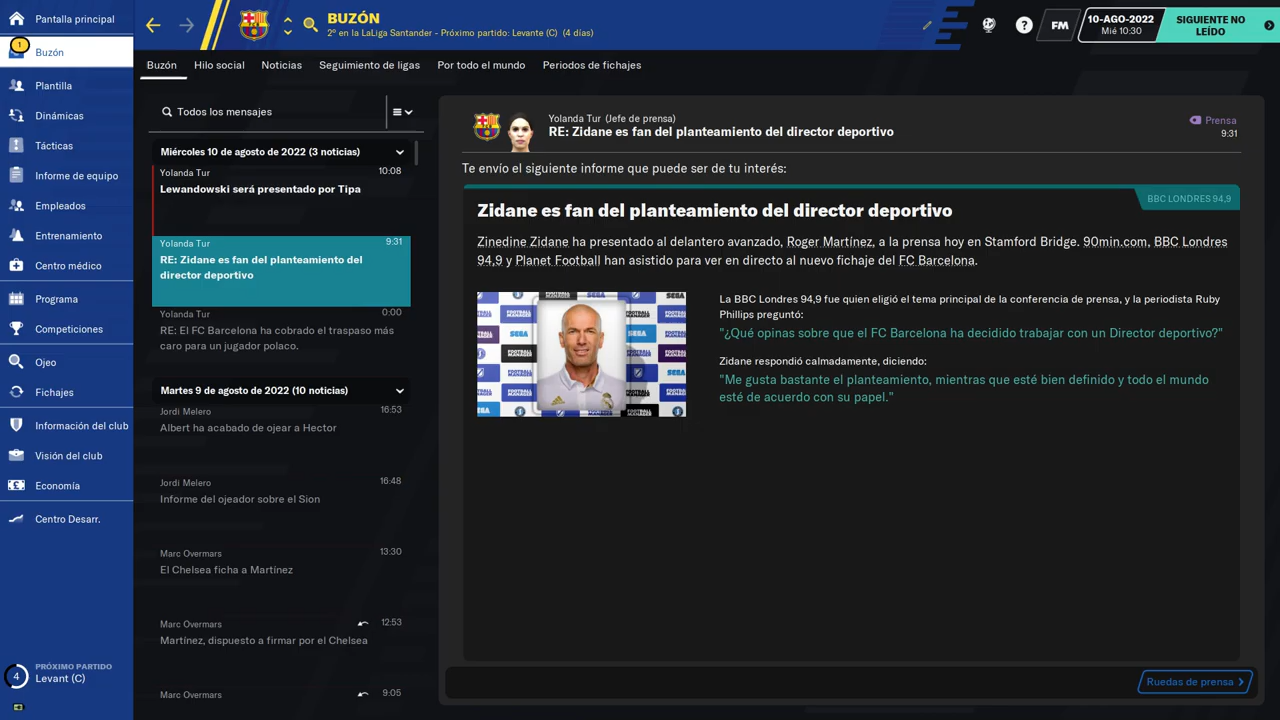 Pantalla principal
1
Buzón
Plantilla
Dinámicas
Tácticas
Informe de equipo
Empleados
Entrenamiento
Centro médico
Programa
Competiciones
Ojeo
Fichajes
Información del club
Visión del club
Economía
Centro Desarr.
PRÓXIMO PARTIDO
4
Levant (C)
BUZÓN
2º en la LaLiga Santander - Próximo partido: Levante (C) (4 días)
?
FM
10-AGO-2022
Mié 10:30
SIGUIENTE NO
LEÍDO
Buzón Hilo social Noticias Seguimiento de ligas Por todo el mundo Periodos de fichajes
Todos los mensajes
Miércoles 10 de agosto de 2022 (3 noticias)
Yolanda Tur 10:08
Lewandowski será presentado por Tipa
Yolanda Tur 9:31
RE: Zidane es fan del planteamiento del
director deportivo
Yolanda Tur 0:00
RE: El FC Barcelona ha cobrado el traspaso más
caro para un jugador polaco.
Martes 9 de agosto de 2022 (10 noticias)
Jordi Melero 16:53
Albert ha acabado de ojear a Hector
Jordi Melero 16:48
Informe del ojeador sobre el Sion
Marc Overmars 13:30
El Chelsea ficha a Martínez
Marc Overmars 12:53
Martínez, dispuesto a firmar por el Chelsea
Marc Overmars 9:05
Yolanda Tur (Jefe de prensa)
RE: Zidane es fan del planteamiento del director deportivo
Prensa
9:31
Te envío el siguiente informe que puede ser de tu interés:
BBC LONDRES 94,9
Zidane es fan del planteamiento del director deportivo
Zinedine Zidane ha presentado al delantero avanzado, Roger Martínez, a la prensa hoy en Stamford Bridge. 90min.com, BBC Londres
94,9 y Planet Football han asistido para ver en directo al nuevo fichaje del FC Barcelona.
La BBC Londres 94,9 fue quien eligió el tema principal de la conferencia de prensa, y la periodista Ruby
Phillips preguntó:
"¿Qué opinas sobre que el FC Barcelona ha decidido trabajar con un Director deportivo?"
Zidane respondió calmadamente, diciendo:
"Me gusta bastante el planteamiento, mientras que esté bien definido y todo el mundo
esté de acuerdo con su papel."
SEGA
Ruedas de prensa